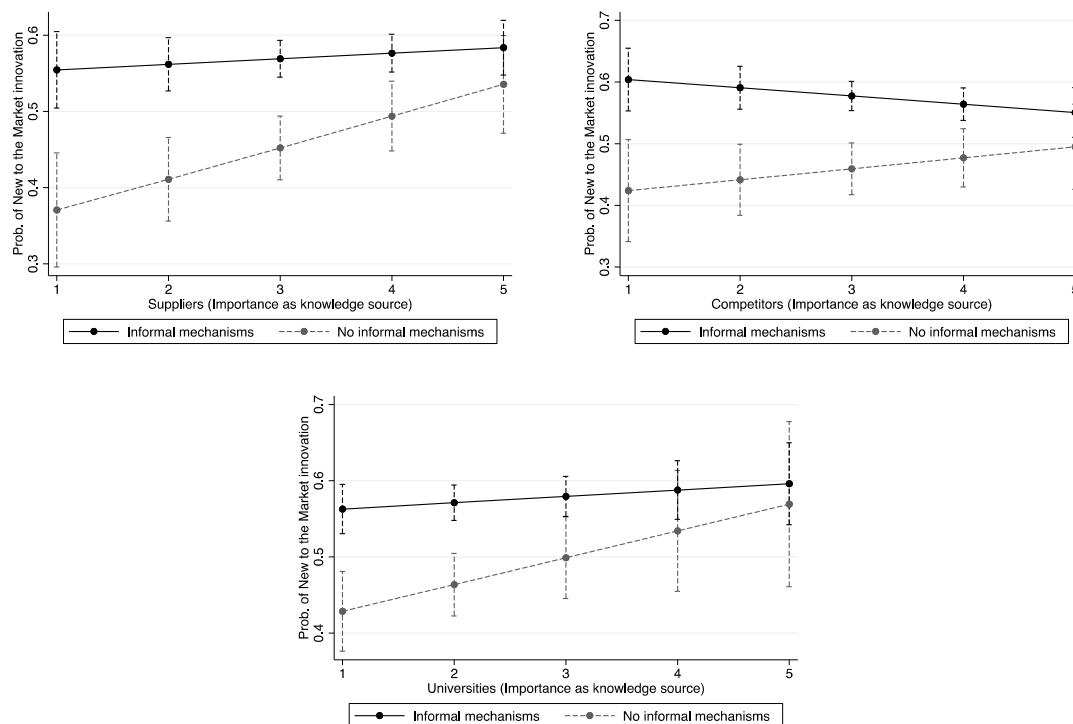 Prob. of New to the Market innovation
0.6
0.5
0.4
0.3
1 2 3 4 5
Suppliers (Importance as knowledge source)
Informal mechanisms No informal mechanisms
Prob. of New to the Market innovation
0.7
0.6
0.5
0.4
0.3
1 2 3 4 5
Competitors (Importance as knowledge source)
Informal mechanisms No informal mechanisms
Prob. of New to the Market innovation
0.7
0.6
0.5
0.4
1 2 3 4 5
Universities (Importance as knowledge source)
Informal mechanisms No informal mechanisms